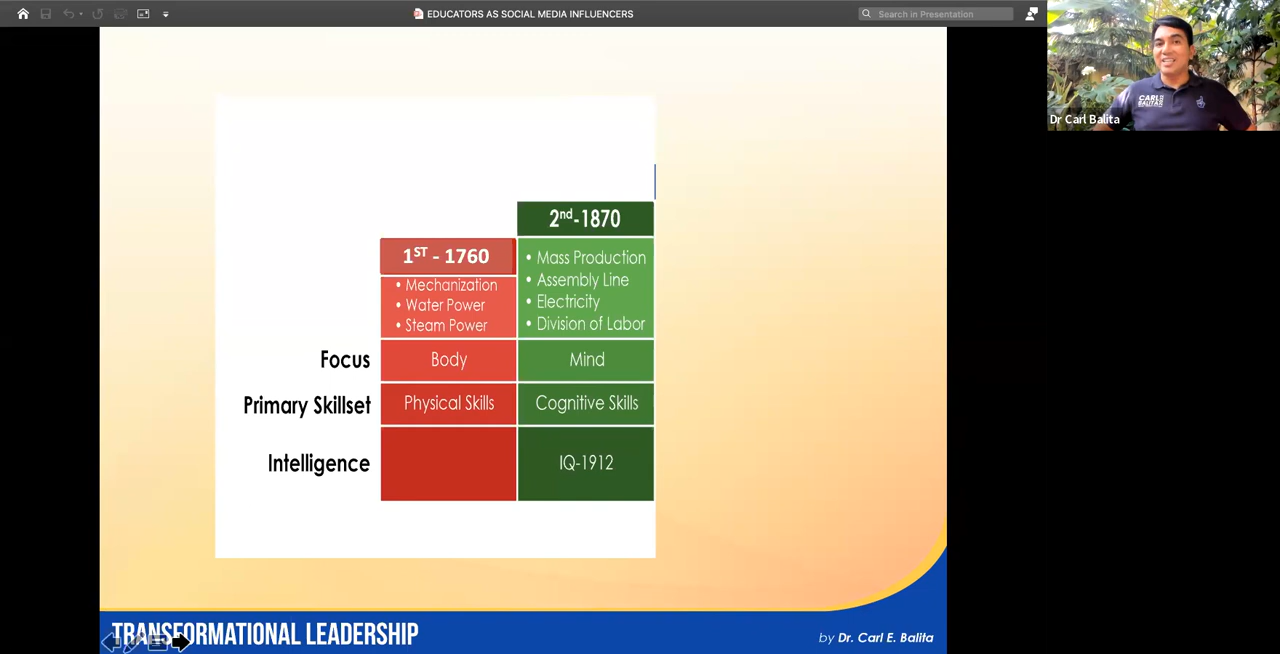 EDUCATORS AS SOCIAL MEDIA INFLUENCERS
Search in Presentation
CARL
BALITA
Dr Carl Balita
2nd-1870
1ST - 1760
• Mass Production
• Assembly Line
• Electricity
• Division of Labor
• Mechanization
• Water Power
• Steam Power
Focus
Body
Mind
Primary Skillset
Physical Skills
Cognitive Skills
Intelligence
IQ-1912
TRANSFORMATIONAL LEADERSHIP
by Dr. Carl E. Balita